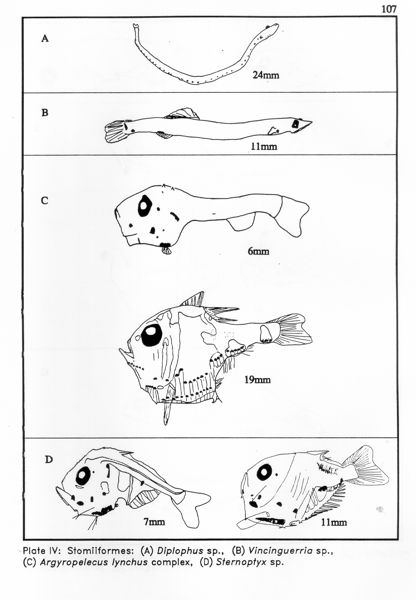 107
A
24mm
B
11mm
C
6mm
19mm
D
7mm
11mm
Plate IV: Stomiiformes: (A) Diplophus sp., (B) Vincinguerria sp.,
(C) Argyropelecus lynchus complex, (D) Sternoptyx sp.